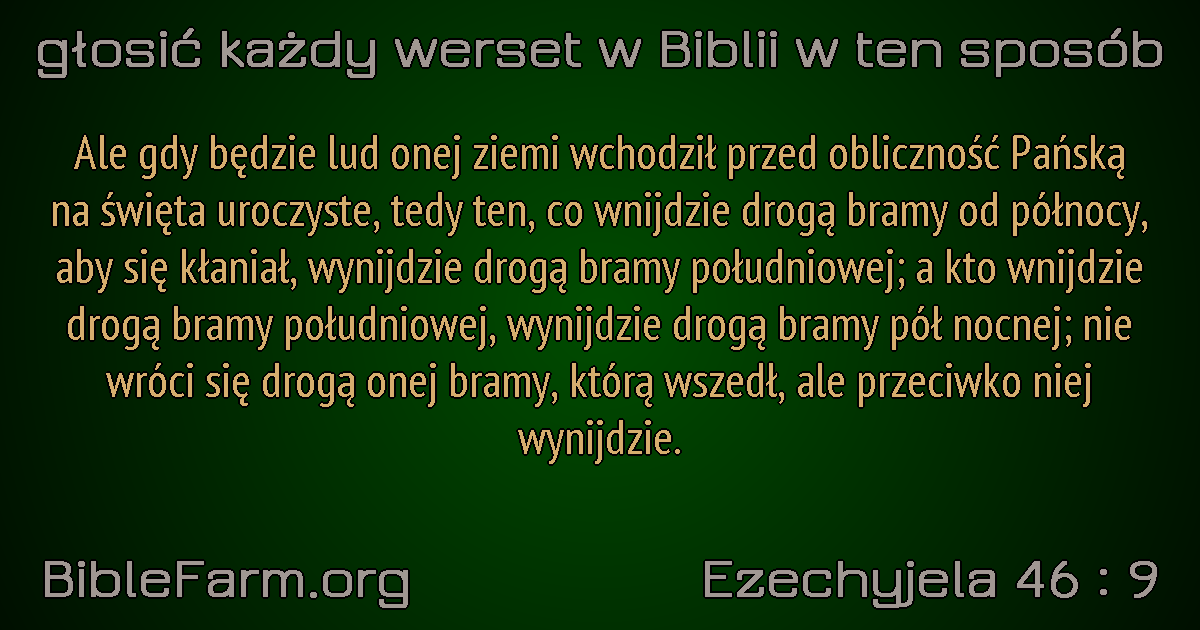 głosić każdy werset w Biblii w ten sposób
Ale gdy będzie lud onej ziemi wchodził przed obliczność Pańską
na święta uroczyste, tedy ten, co wnijdzie drogą bramy od północy,
aby się kłaniał, wynijdzie drogą bramy południowej; a kto wnijdzie
drogą bramy południowej, wynijdzie drogą bramy pół nocnej; nie
wróci się drogą onej bramy, którą wszedł, ale przeciwko niej
wynijdzie.
BibleFarm.org
Ezechyjela 46 : 9